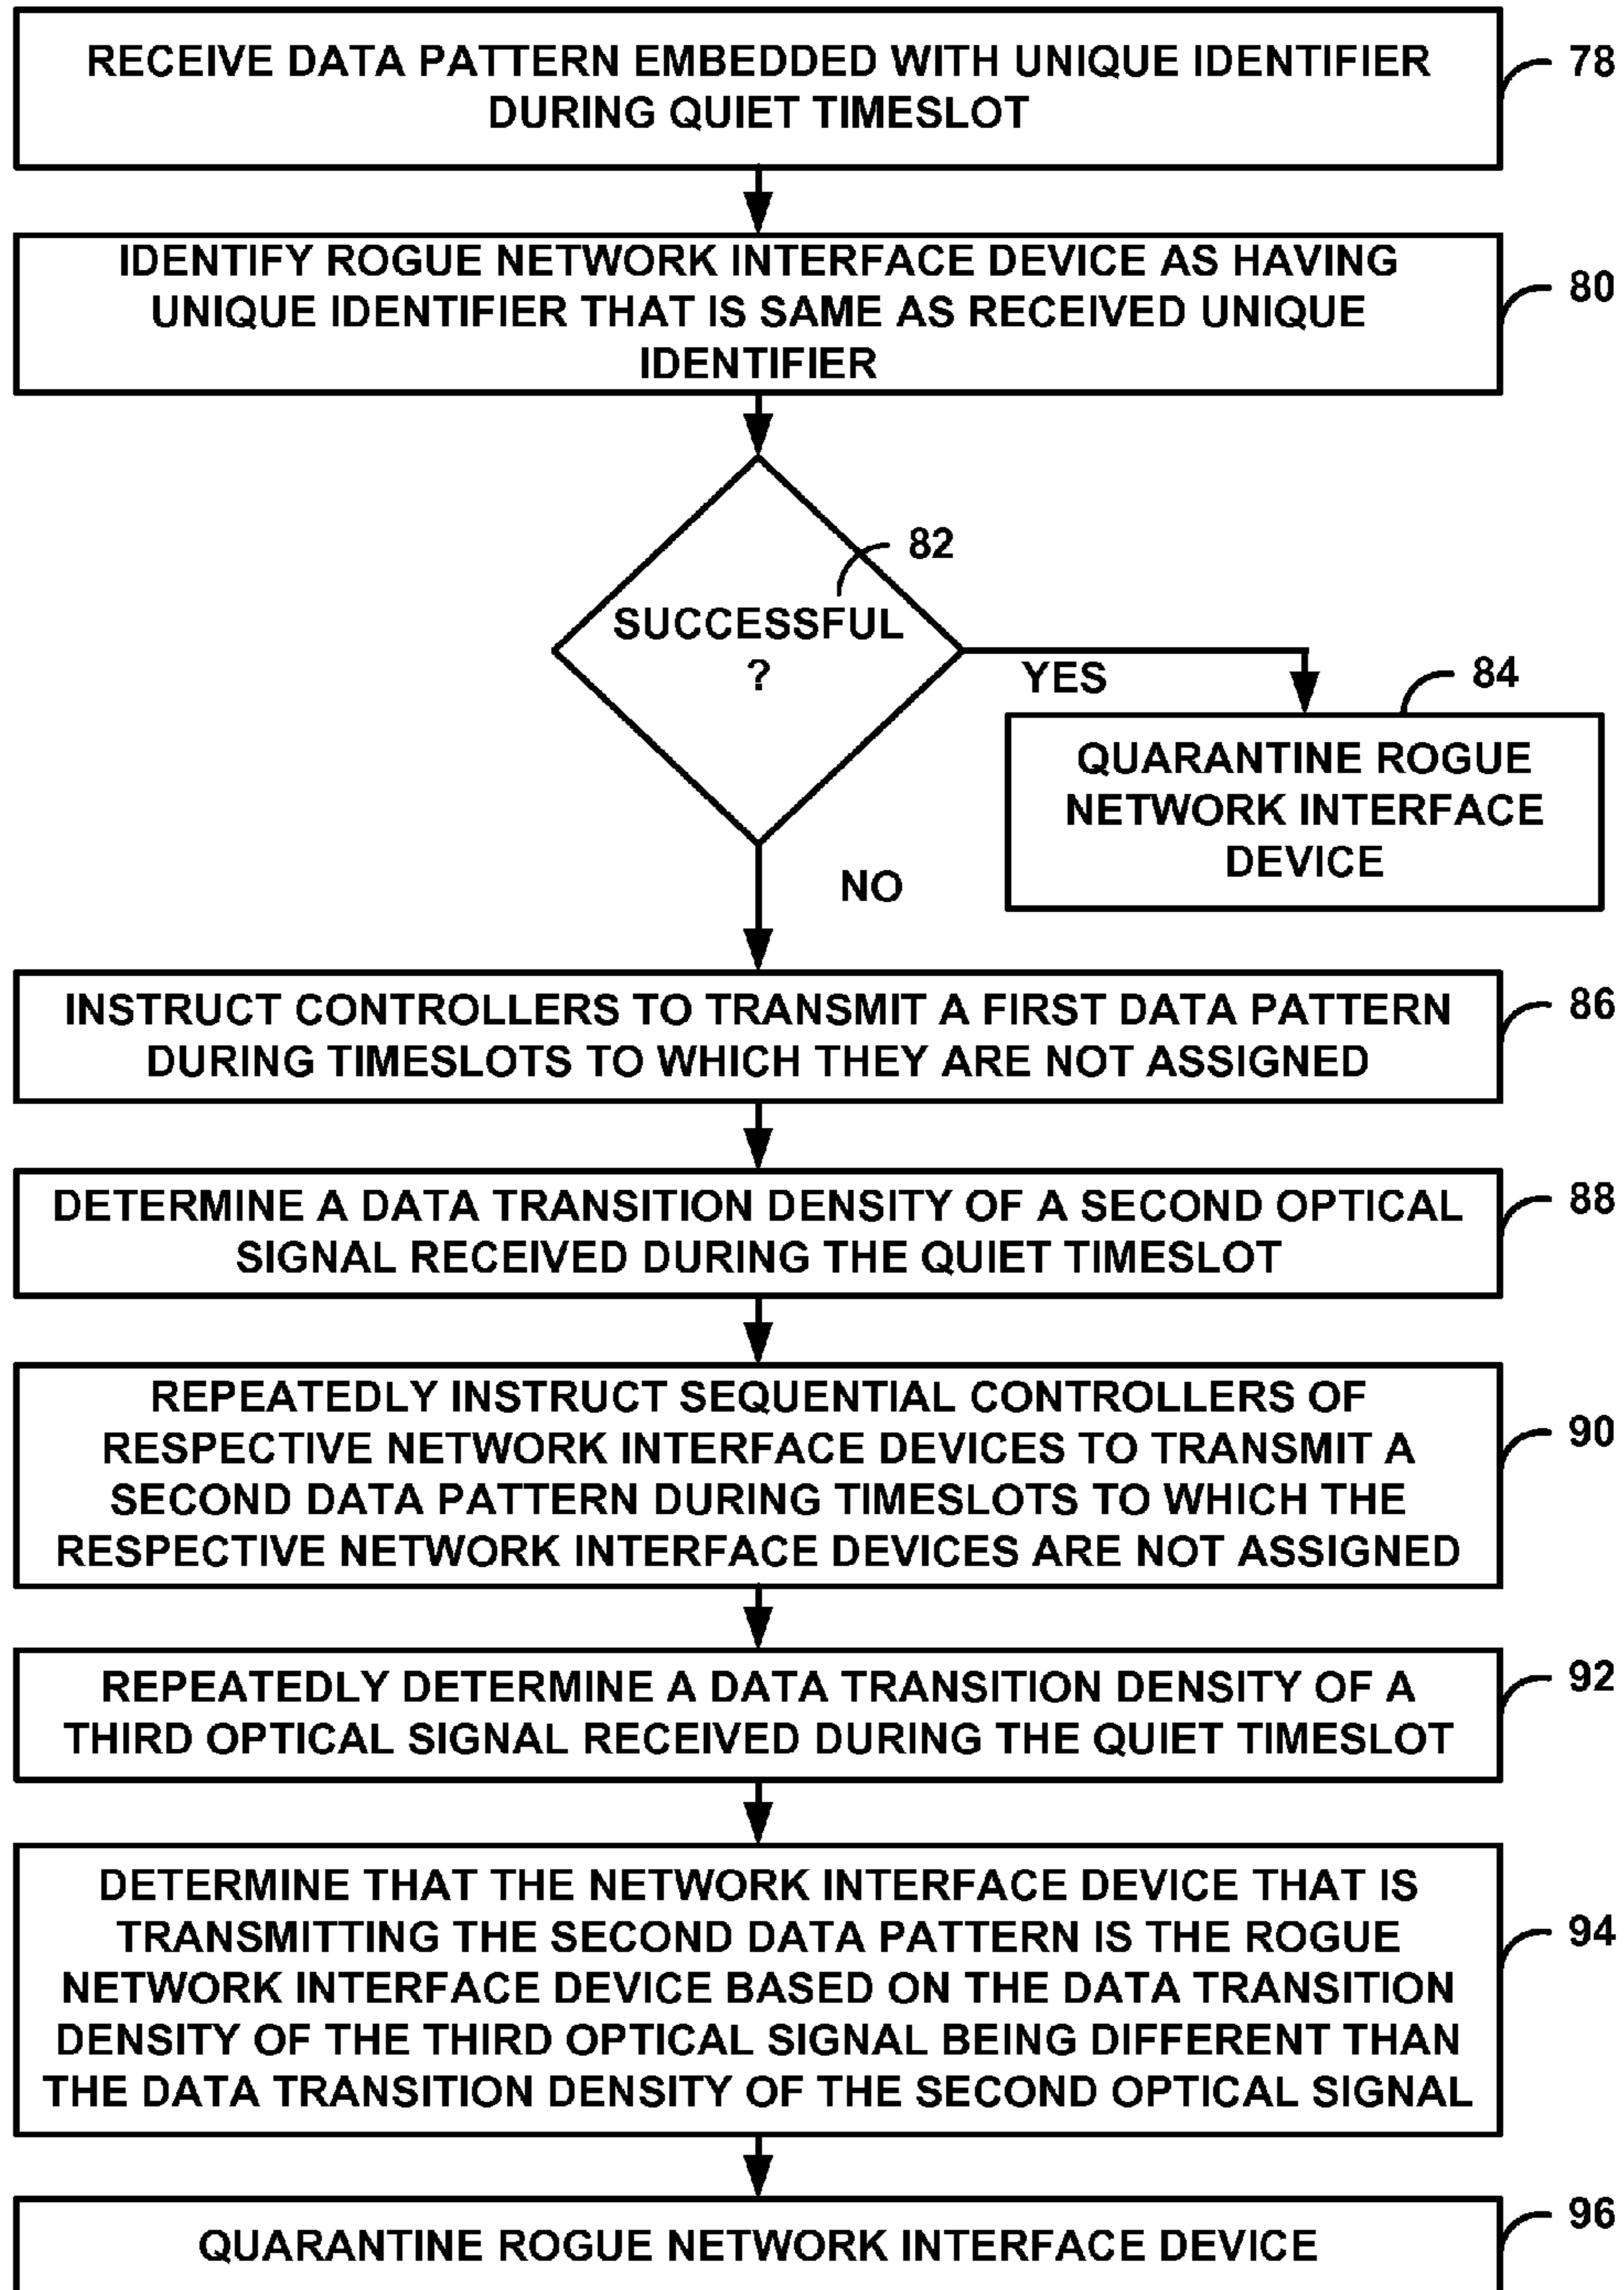 RECEIVE DATA PATTERN EMBEDDED WITH UNIQUE IDENTIFIER
DURING QUIET TIMESLOT
78
IDENTIFY ROGUE NETWORK INTERFACE DEVICE AS HAVING
UNIQUE IDENTIFIER THAT IS SAME AS RECEIVED UNIQUE
IDENTIFIER
80
82
SUCCESSFUL
?
YES
84
QUARANTINE ROGUE
NETWORK INTERFACE
DEVICE
NO
INSTRUCT CONTROLLERS TO TRANSMIT A FIRST DATA PATTERN
DURING TIMESLOTS TO WHICH THEY ARE NOT ASSIGNED
86
DETERMINE A DATA TRANSITION DENSITY OF A SECOND OPTICAL
SIGNAL RECEIVED DURING THE QUIET TIMESLOT
88
REPEATEDLY INSTRUCT SEQUENTIAL CONTROLLERS OF
RESPECTIVE NETWORK INTERFACE DEVICES TO TRANSMIT A
SECOND DATA PATTERN DURING TIMESLOTS TO WHICH THE
RESPECTIVE NETWORK INTERFACE DEVICES ARE NOT ASSIGNED
90
REPEATEDLY DETERMINE A DATA TRANSITION DENSITY OF A
THIRD OPTICAL SIGNAL RECEIVED DURING THE QUIET TIMESLOT
92
DETERMINE THAT THE NETWORK INTERFACE DEVICE THAT IS
TRANSMITTING THE SECOND DATA PATTERN IS THE ROGUE
NETWORK INTERFACE DEVICE BASED ON THE DATA TRANSITION
DENSITY OF THE THIRD OPTICAL SIGNAL BEING DIFFERENT THAN
THE DATA TRANSITION DENSITY OF THE SECOND OPTICAL SIGNAL
94
QUARANTINE ROGUE NETWORK INTERFACE DEVICE
96